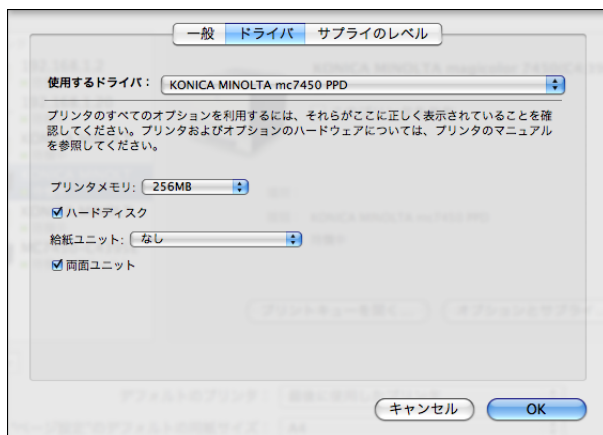 一般 ドライバ サプライのレベル
使用するドライバ： KONICA MINOLTA mc7450 PPD
プリンタのすべてのオプションを利用するには、それらがここに正しく表示されていることを確
認してください。プリンタおよびオプションのハードウェアについては、プリンタのマニュアル
を参照してください。
プリンタメモリ： 256MB
ハードディスク
給紙ユニット： なし
両面ユニット
キャンセル OK